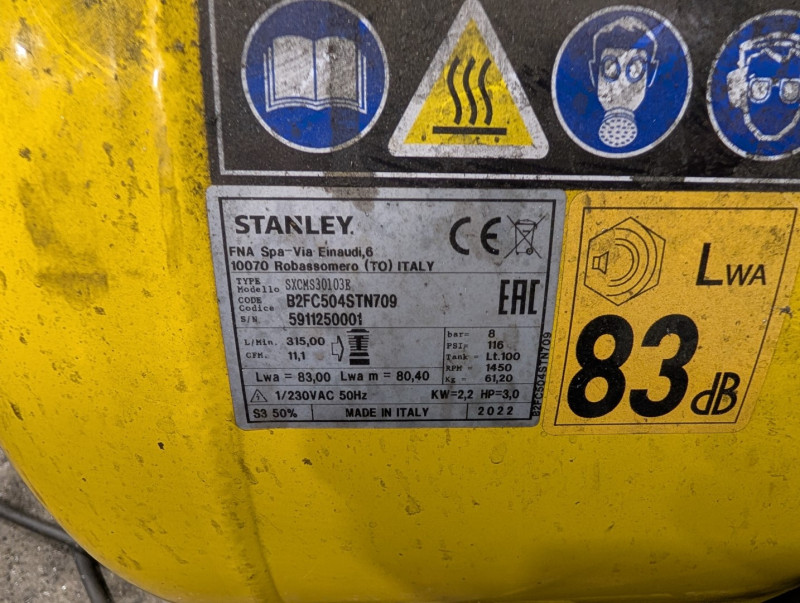 STANLEY.
CE
FNA Spa-Via Einaudi,6
10070 Robassomero (TO) ITALY
TYPE
Modello SXCMS30103E
CODE
Codice B2FC504STN709
S/N. 5911250001
EAC
L/Min. 315,00
CFM. 11,1
bar= 8
PSI= 116
Tank = Lt.100
RPM = 1450
Kg = 61,20
Lwa = 83,00 Lwa m = 80,40
1/230VAC 50Hz KW=2,2 HP=3,0
S3 50% MADE IN ITALY 2022
B2FC504STN709
LWA
83 dB